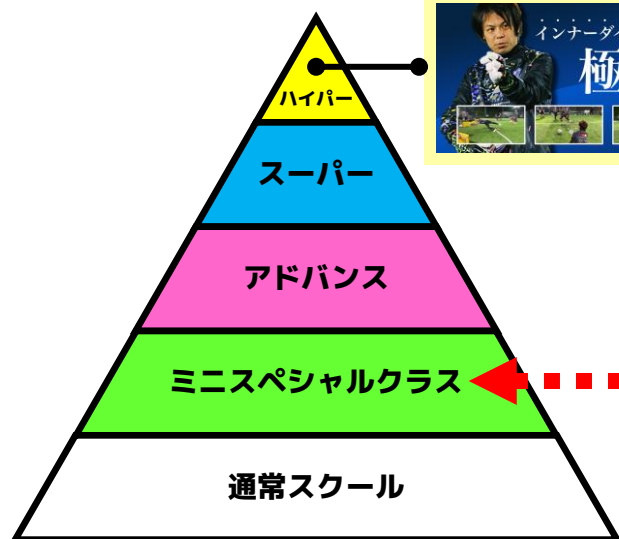 ハイパー
インナーダイ
極
スーパー
アドバンス
ミニスペシャルクラス
通常スクール